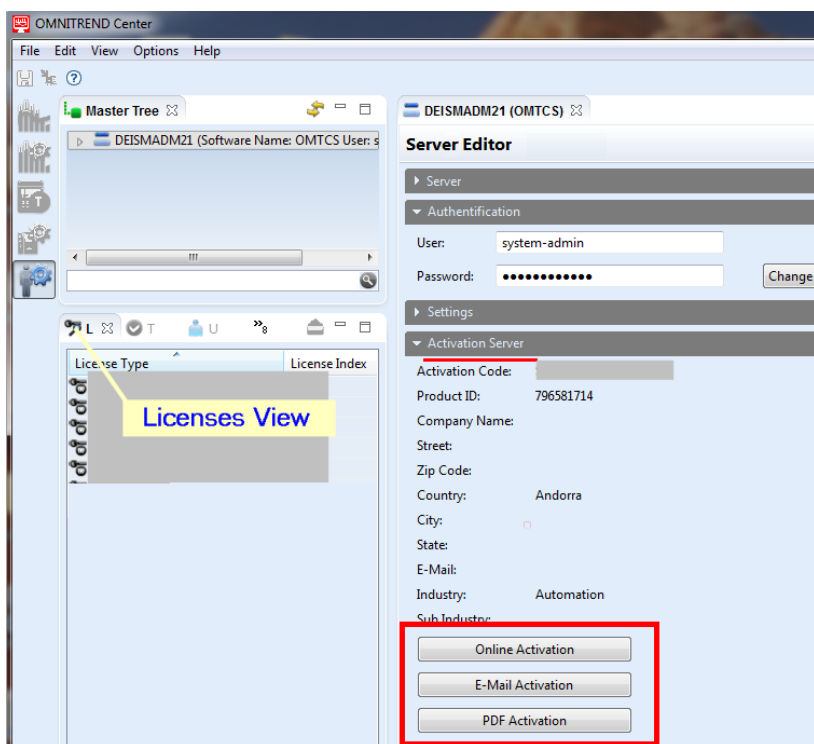 OMNITREND Center
File Edit View Options Help
Master Tree
DEISMADM21 (Software Name: OMTCS User: s
L T U »8
License Type License Index
Licenses View
DEISMADM21 (OMTCS)
Server Editor
Server
Authentification
User: system-admin
Password: ●●●●●●●●●●●●
Change
Settings
Activation Server
Activation Code:
Product ID: 796581714
Company Name:
Street:
Zip Code:
Country: Andorra
City:
State:
E-Mail:
Industry: Automation
Sub Industry:
Online Activation
E-Mail Activation
PDF Activation